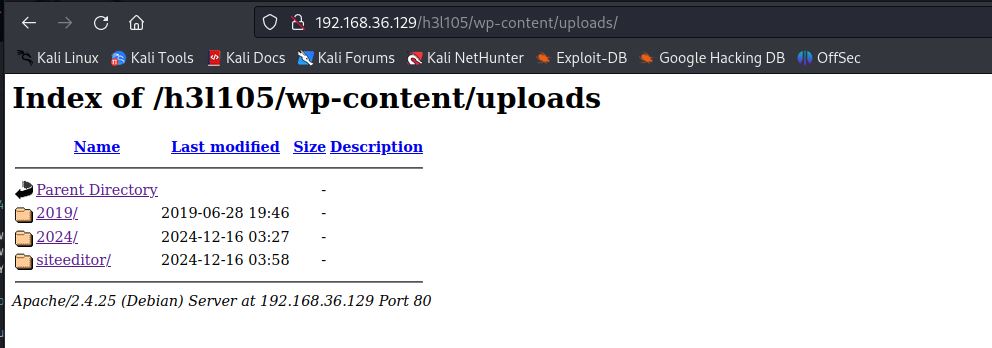 192.168.36.129/h3l105/wp-content/uploads/
Kali Linux Kali Tools Kali Docs Kali Forums Kali NetHunter Exploit-DB Google Hacking DB OffSec
Index of /h3l105/wp-content/uploads
Name Last modified Size Description
Parent Directory -
2019/ 2019-06-28 19:46 -
2024/ 2024-12-16 03:27 -
siteeditor/ 2024-12-16 03:58 -
Apache/2.4.25 (Debian) Server at 192.168.36.129 Port 80